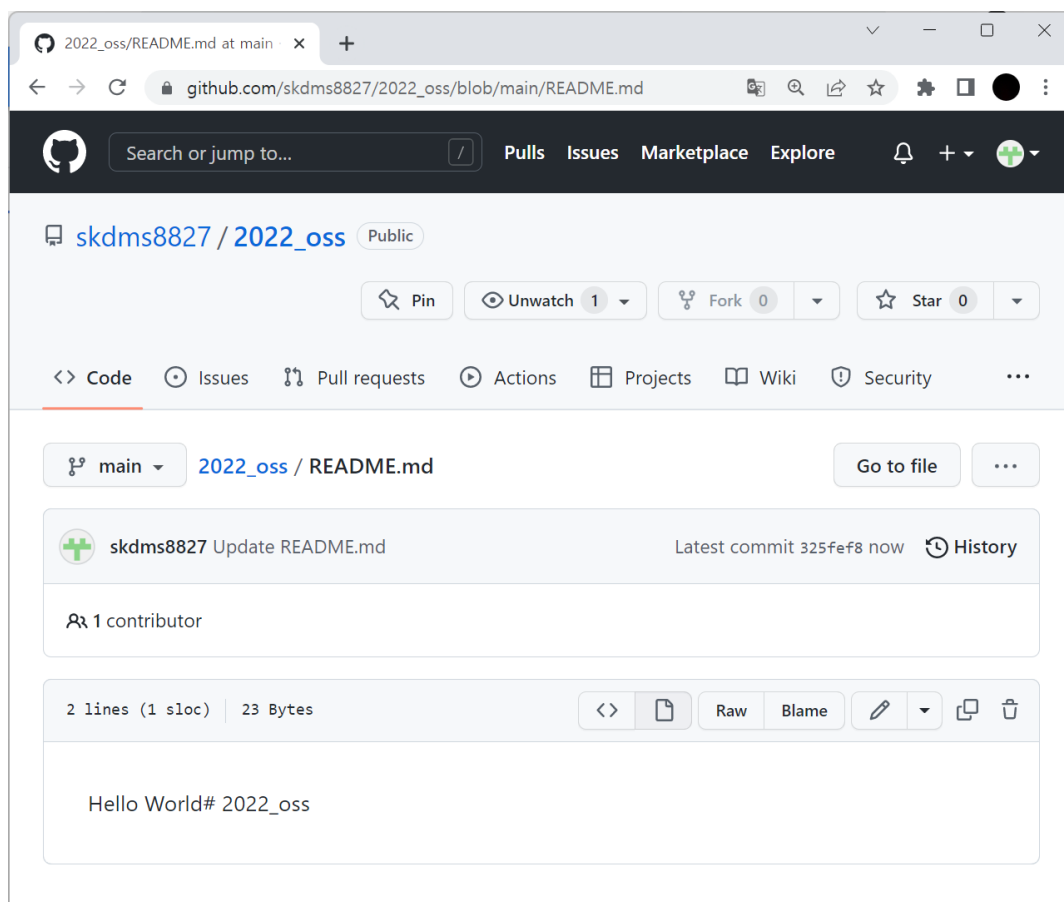 2022_oss/README.md at main
github.com/skdms8827/2022_oss/blob/main/README.md
Search or jump to... / Pulls Issues Marketplace Explore
skdms8827 / 2022_oss Public
Pin Unwatch 1 Fork 0 Star 0
Code Issues Pull requests Actions Projects Wiki Security ...
main 2022_oss / README.md Go to file ...
skdms8827 Update README.md Latest commit 325fef8 now History
1 contributor
2 lines (1 sloc) 23 Bytes <> Raw Blame
Hello World# 2022_oss